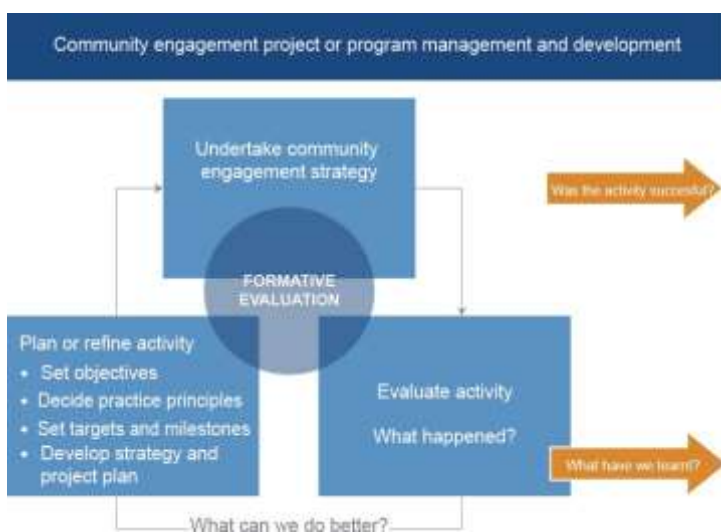 Community engagement project or program management and development
Undertake community
engagement strategy
Was the activity successful?
FORMATIVE
EVALUATION
Plan or refine activity
• Set objectives
• Decide practice principles
• Set targets and milestones
• Develop strategy and
project plan
Evaluate activity
What happened?
What have we learnt?
What can we do better?